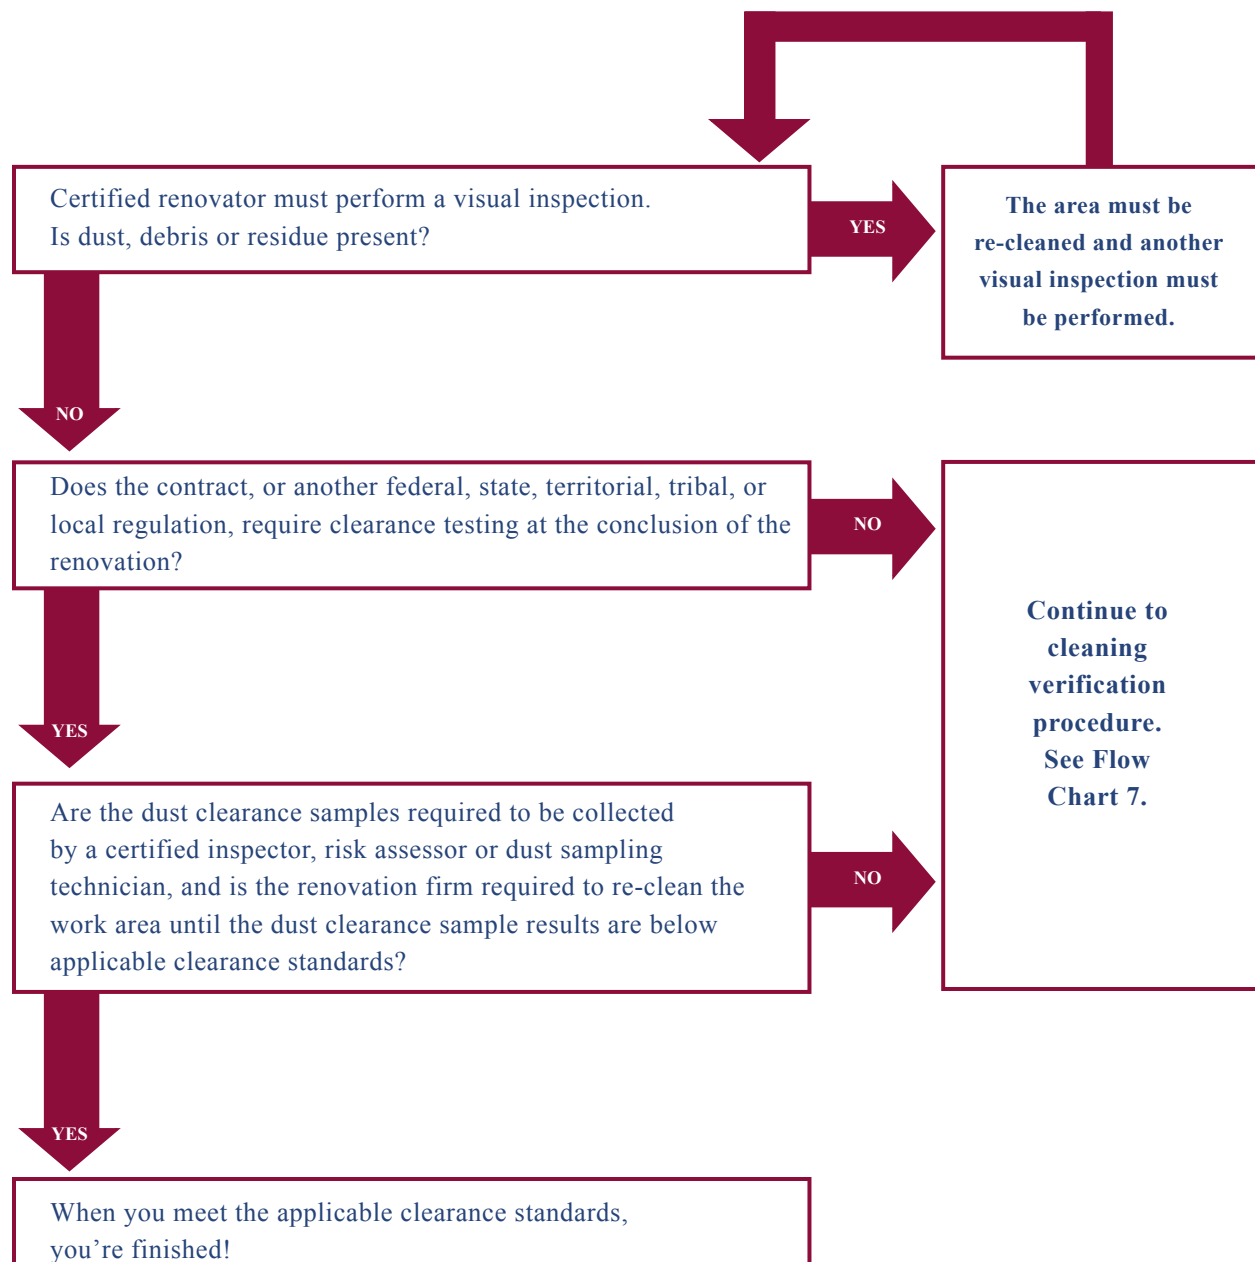 Certified renovator must perform a visual inspection.
Is dust, debris or residue present?
YES
The area must be
re-cleaned and another
visual inspection must
be performed.
NO
Does the contract, or another federal, state, territorial, tribal, or
local regulation, require clearance testing at the conclusion of the
renovation?
NO
Continue to
cleaning
verification
procedure.
See Flow
Chart 7.
YES
Are the dust clearance samples required to be collected
by a certified inspector, risk assessor or dust sampling
technician, and is the renovation firm required to re-clean the
work area until the dust clearance sample results are below
applicable clearance standards?
NO
YES
When you meet the applicable clearance standards,
you’re finished!